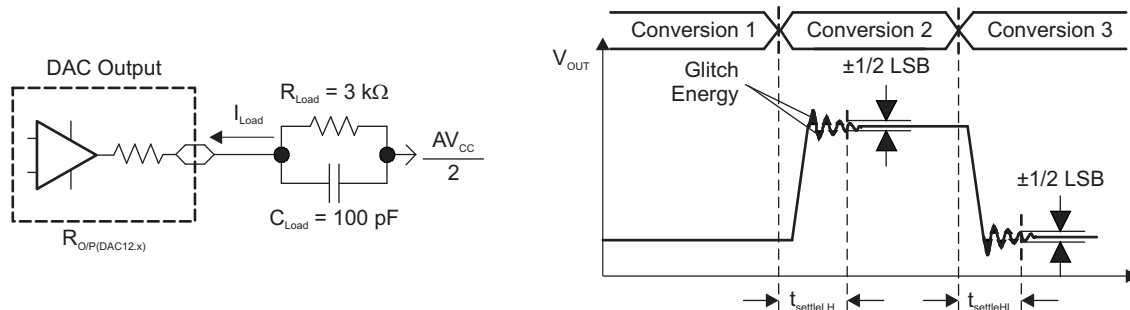 DAC Output
R_Load = 3 kΩ
I_Load
AV_CC
2
C_Load = 100 pF
R_O/P(DAC12.x)
Conversion 1
Conversion 2
Conversion 3
V_OUT
Glitch
Energy
±1/2 LSB
±1/2 LSB
t_settleLH
t_settleHL